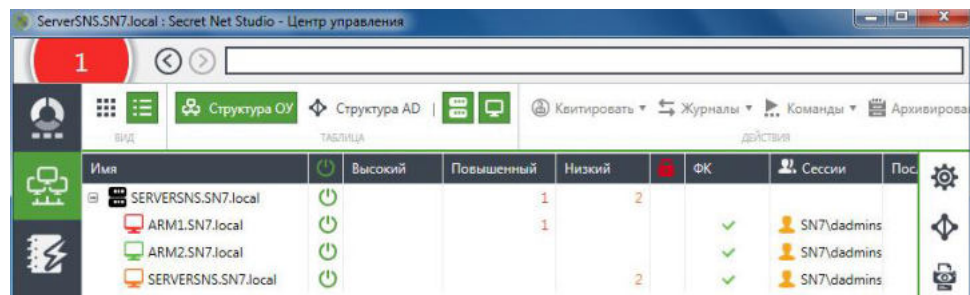 ServerSNS.SN7.local : Secret Net Studio - Центр управления
1
Структура ОУ Структура AD | Квитировать Журналы Команды Архивирова
ВИД ТАБЛИЦА ДЕЙСТВИЯ
Имя Высокий Повышенный Низкий ФК Сессии Пос
SERVERSNS.SN7.local 1 2
ARM1.SN7.local 1 SN7\dadmins
ARM2.SN7.local SN7\dadmins
SERVERSNS.SN7.local 2 SN7\dadmins